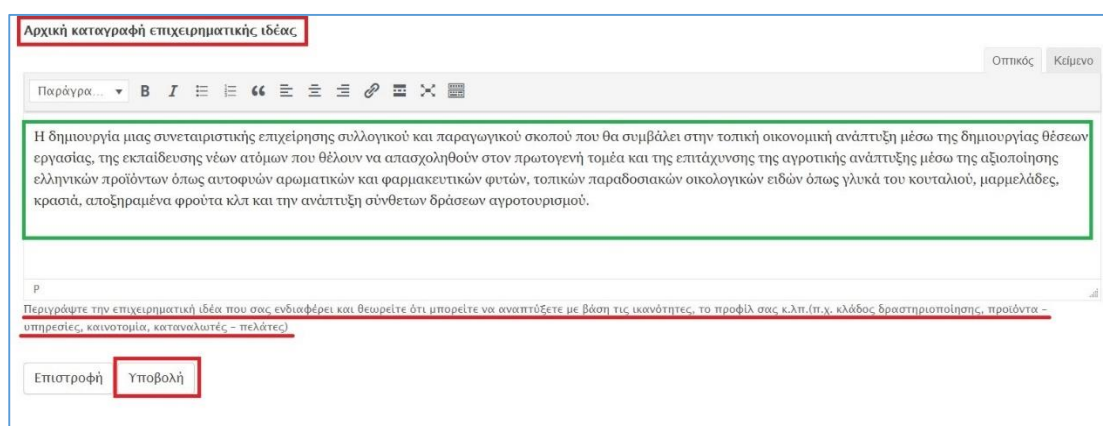 Αρχική καταγραφή επιχειρηματικής ιδέας
Οπτικός Κείμενο
Παράγρα... B I
Η δημιουργία μιας συνεταιριστικής επιχείρησης συλλογικού και παραγωγικού σκοπού που θα συμβάλει στην τοπική οικονομική ανάπτυξη μέσω της δημιουργίας θέσεων
εργασίας, της εκπαίδευσης νέων ατόμων που θέλουν να απασχοληθούν στον πρωτογενή τομέα και της επιτάχυνσης της αγροτικής ανάπτυξης μέσω της αξιοποίησης
ελληνικών προϊόντων όπως αυτοφυών αρωματικών και φαρμακευτικών φυτών, τοπικών παραδοσιακών οικολογικών ειδών όπως γλυκά του κουταλιού, μαρμελάδες,
κρασιά, αποξηραμένα φρούτα κλπ και την ανάπτυξη σύνθετων δράσεων αγροτουρισμού.
P
Περιγράψτε την επιχειρηματική ιδέα που σας ενδιαφέρει και θεωρείτε ότι μπορείτε να αναπτύξετε με βάση τις ικανότητες, το προφίλ σας κ.λπ.(π.χ. κλάδος δραστηριοποίησης, προϊόντα –
υπηρεσίες, καινοτομία, καταναλωτές – πελάτες)
Επιστροφή Υποβολή